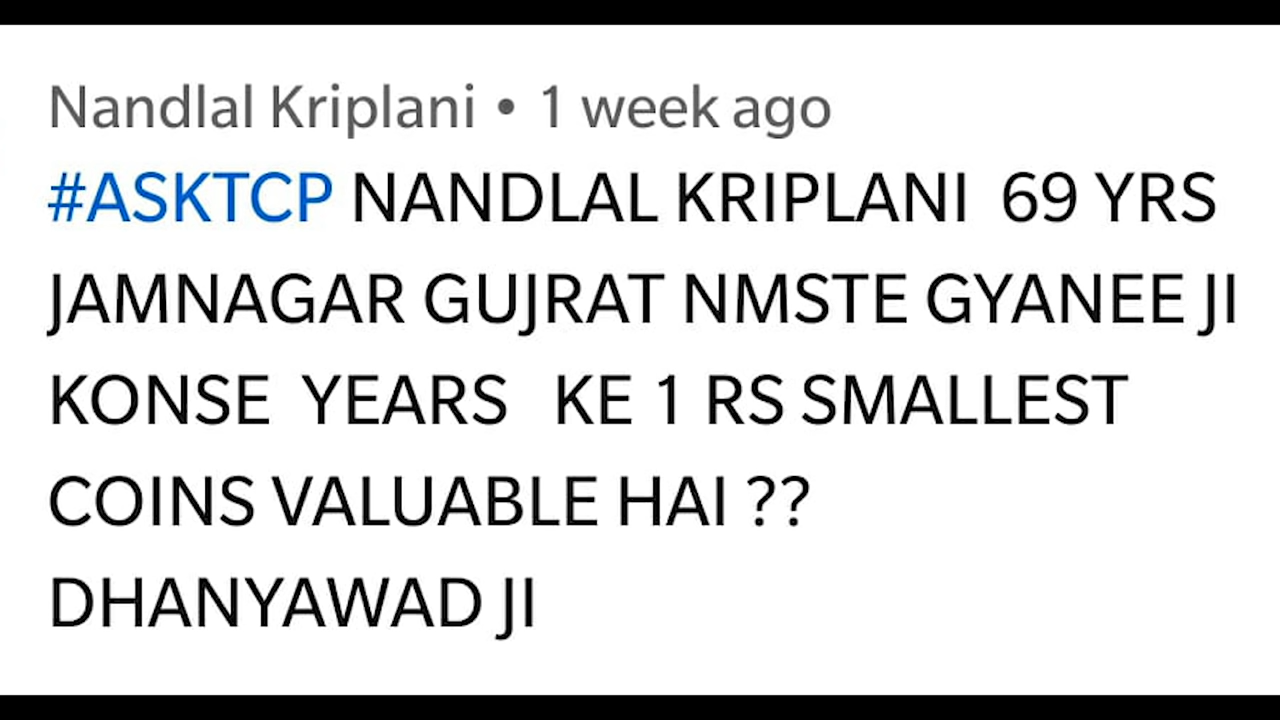 Nandlal Kriplani • 1 week ago
#ASKTCP NANDLAL KRIPLANI 69 YRS
JAMNAGAR GUJRAT NMSTE GYANEE JI
KONSE YEARS KE 1 RS SMALLEST
COINS VALUABLE HAI ??
DHANYAWAD JI